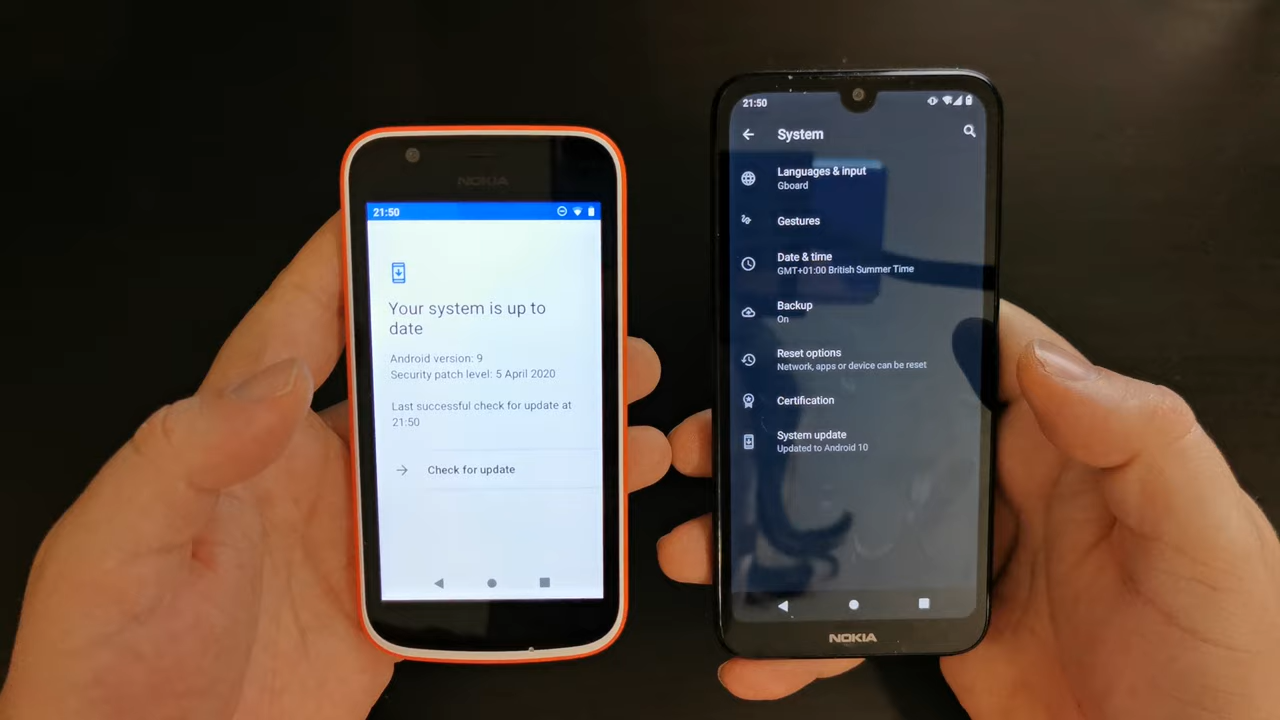 NOKIA
21:50
Your system is up to
date
Android version: 9
Security patch level: 5 April 2020
Last successful check for update at
21:50
Check for update
21:50
System
Languages & input
Gboard
Gestures
Date & time
GMT+01:00 British Summer Time
Backup
On
Reset options
Network, apps or device can be reset
Certification
System update
Updated to Android 10
NOKIA